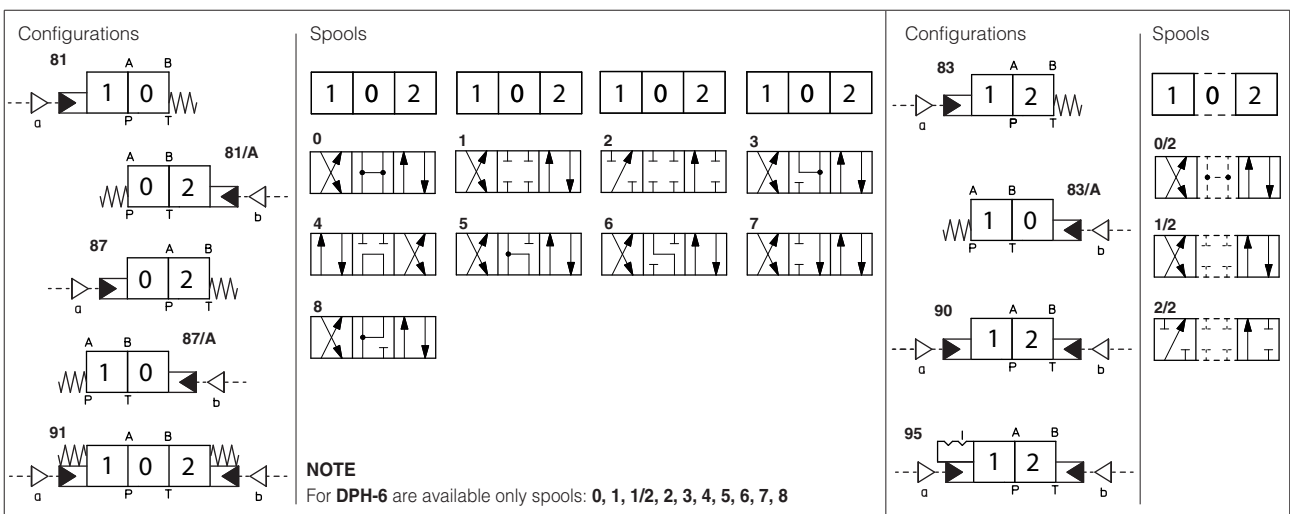 Configurations
81
A B
1 0
a
P T
A B
81/A
0 2
P T
b
87
A B
0 2
a
P T
87/A
A B
1 0
P T
b
91
A B
1 0 2
a
P T
b
Spools
1 0 2
1 0 2
1 0 2
1 0 2
0 1 2 3
4 5 6 7
8
NOTE
For DPH-6 are available only spools: 0, 1, 1/2, 2, 3, 4, 5, 6, 7, 8
Configurations
83
A B
1 2
a
P T
A B
83/A
1 0
P T
b
90
A B
1 2
a
P T
b
95
A B
1 2
a
P T
b
Spools
1 0 2
0/2
1/2
2/2